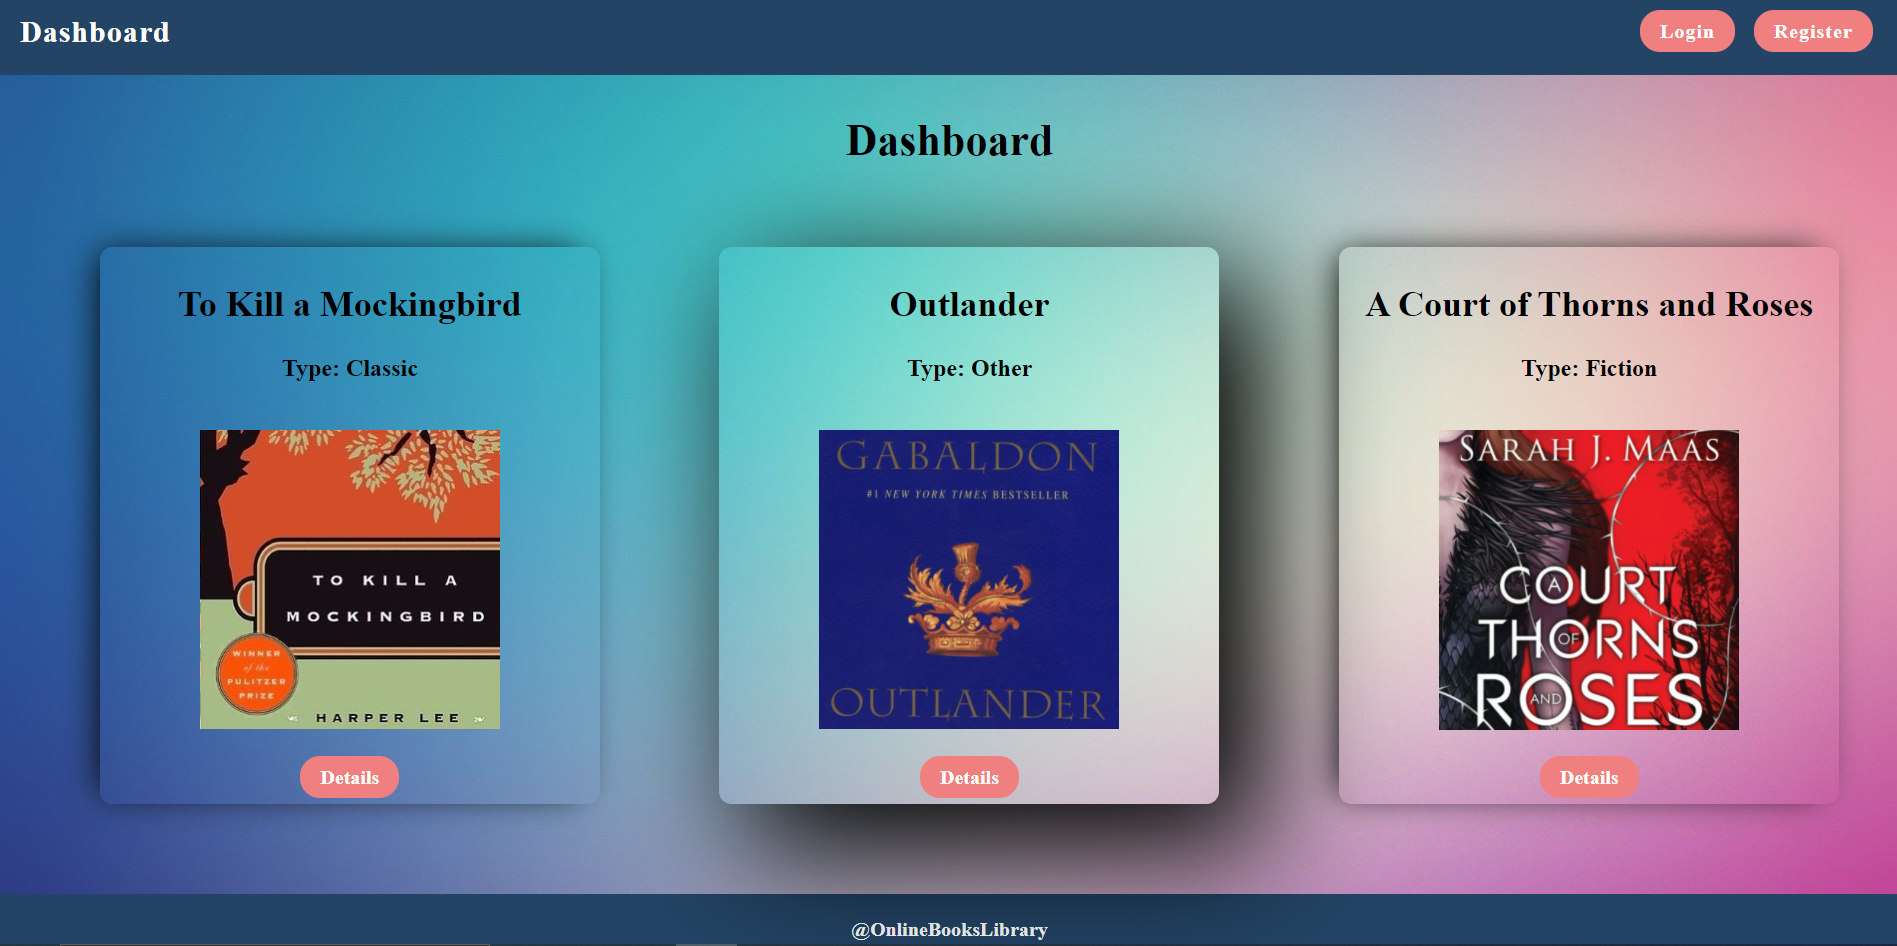 Dashboard
Login
Register
Dashboard
To Kill a Mockingbird
Type: Classic
TO KILL A
MOCKINGBIRD
WINNER
of the
PULITZER
PRIZE
HARPER LEE
Details
Outlander
Type: Other
GABALDON
#1 NEW YORK TIMES BESTSELLER
OUTLANDER
Details
A Court of Thorns and Roses
Type: Fiction
SARAH J. MAAS
A
COURT
OF
THORNS
AND
ROSES
Details
@OnlineBooksLibrary